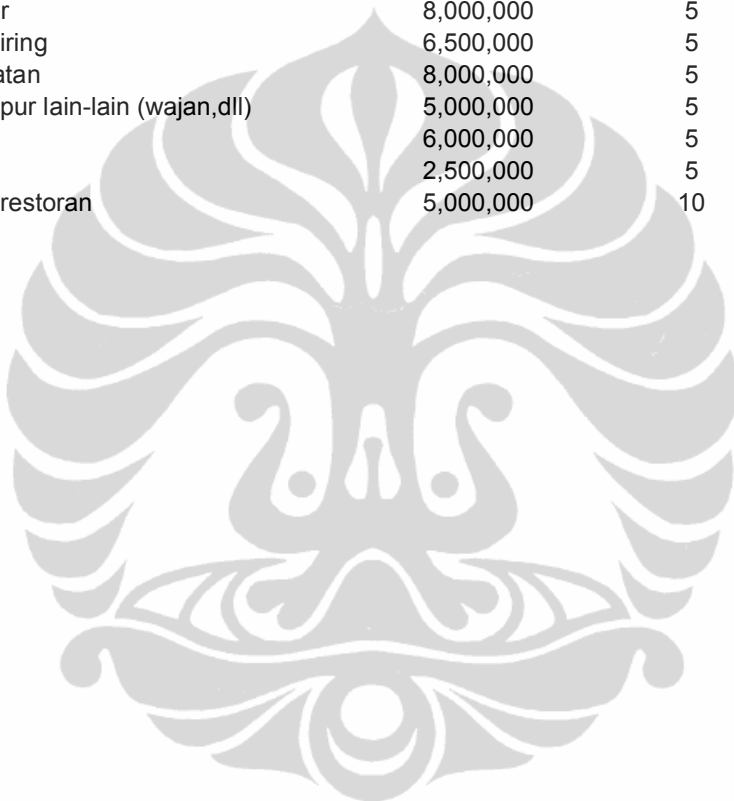 r 8,000,000 5
iring 6,500,000 5
atan 8,000,000 5
pur lain-lain (wajan,dll) 5,000,000 5
6,000,000 5
2,500,000 5
restoran 5,000,000 10